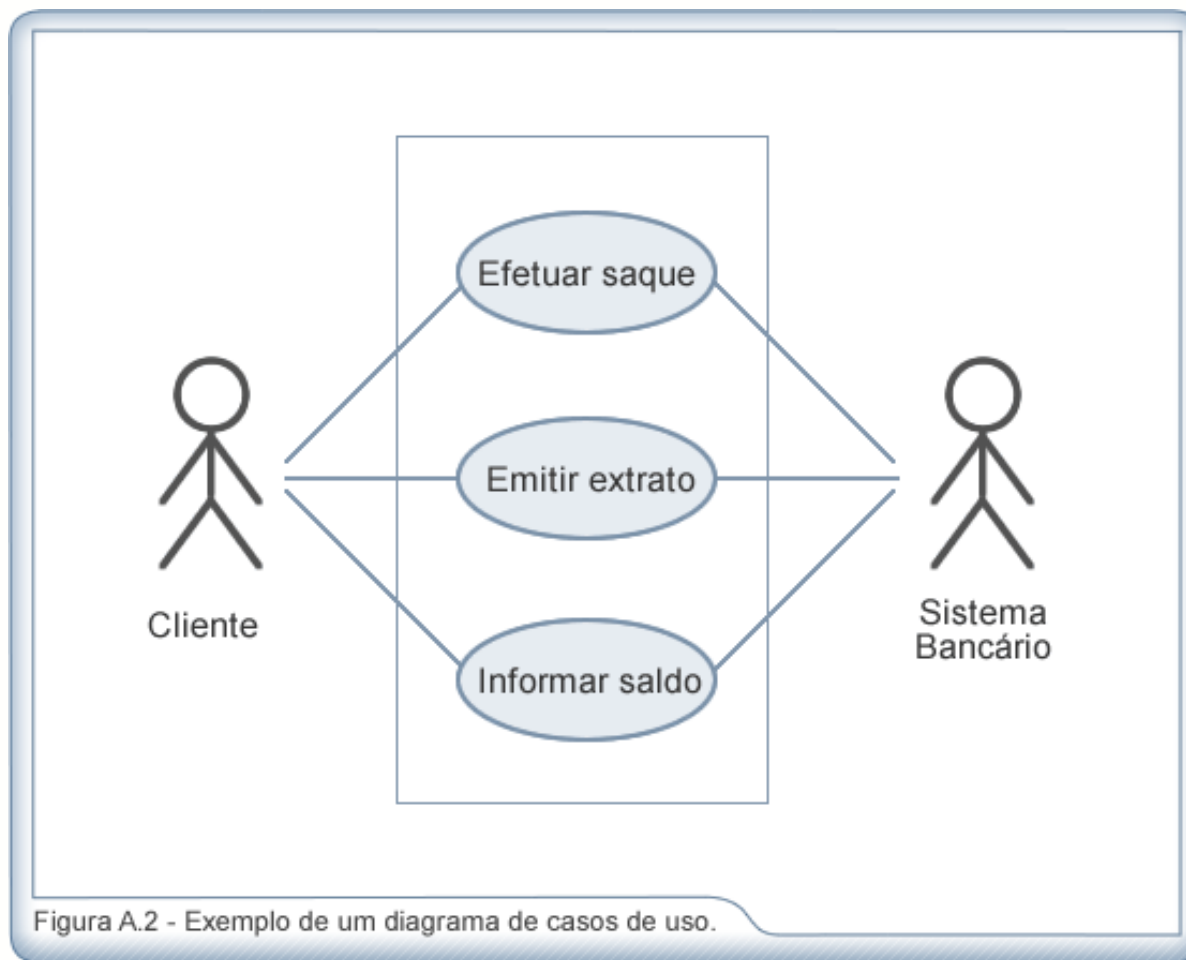 Efetuar saque
Emitir extrato
Informar saldo
Cliente
Sistema
Bancário
Figura A.2 - Exemplo de um diagrama de casos de uso.